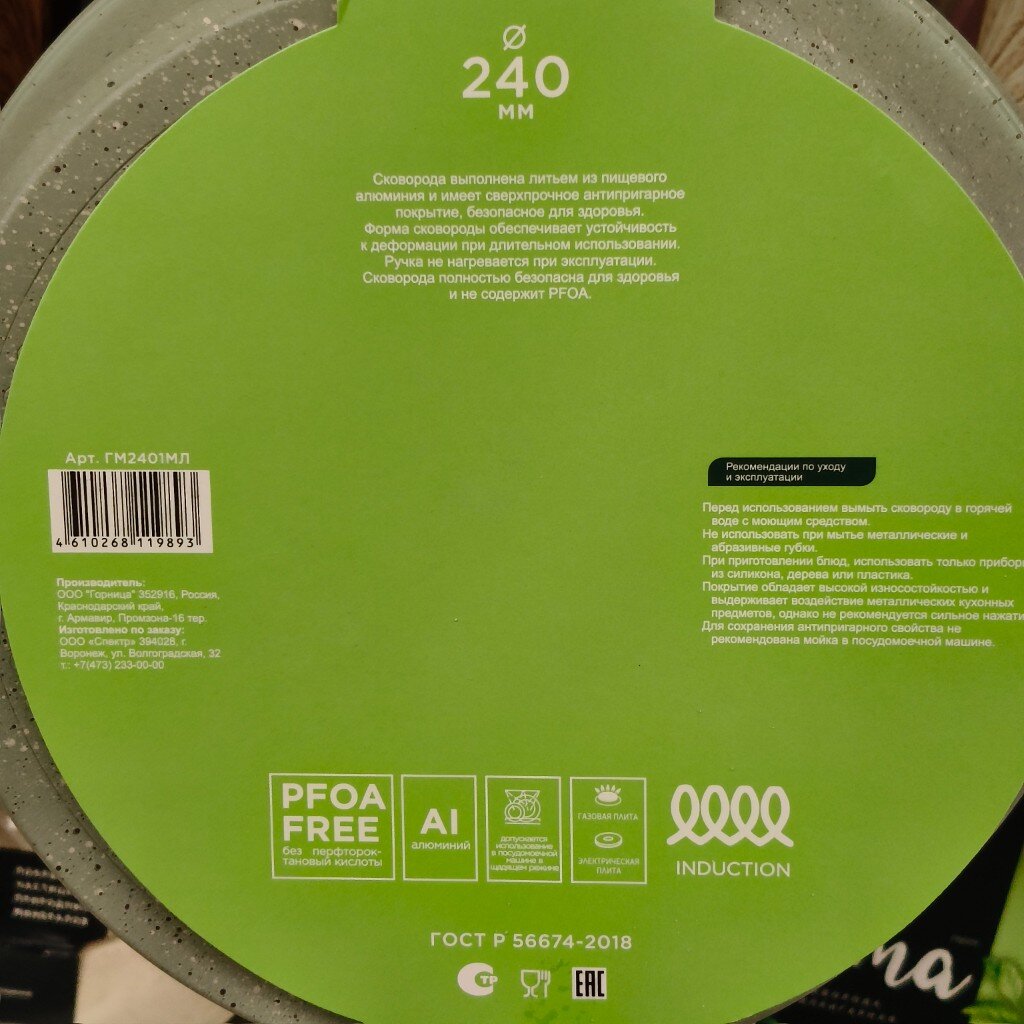 Ø
240
мм
Сковорода выполнена литьем из пищевого
алюминия и имеет сверхпрочное антипригарное
покрытие, безопасное для здоровья.
Форма сковороды обеспечивает устойчивость
к деформации при длительном использовании.
Ручка не нагревается при эксплуатации.
Сковорода полностью безопасна для здоровья
и не содержит PFOA.
Арт. ГМ2401МЛ
4 610268 119893
Производитель:
ООО "Горница" 352916, Россия,
Краснодарский край,
г. Армавир, Промзона-16 тер.
Изготовлено по заказу:
ООО «Спектр» 394028, г.
Воронеж, ул. Волгоградская, 32
т.: +7(473) 233-00-00
Рекомендации по уходу
и эксплуатации
Перед использованием вымыть сковороду в горячей
воде с моющим средством.
Не использовать при мытье металлические и
абразивные губки.
При приготовлении блюд, использовать только прибор
из силикона, дерева или пластика.
Покрытие обладает высокой износостойкостью и
выдерживает воздействие металлических кухонных
предметов, однако не рекомендуется сильное нажати
Для сохранения антипригарного свойства не
рекомендована мойка в посудомоечной машине.
PFOA
FREE
без перфторок-
тановый кислоты
Al
алюминий
допускается
использование
в посудомоечной
машине в
щадящем режиме
ГАЗОВАЯ ПЛИТА
ЭЛЕКТРИЧЕСКАЯ
ПЛИТА
INDUCTION
ГОСТ Р 56674-2018
СТР
EAC